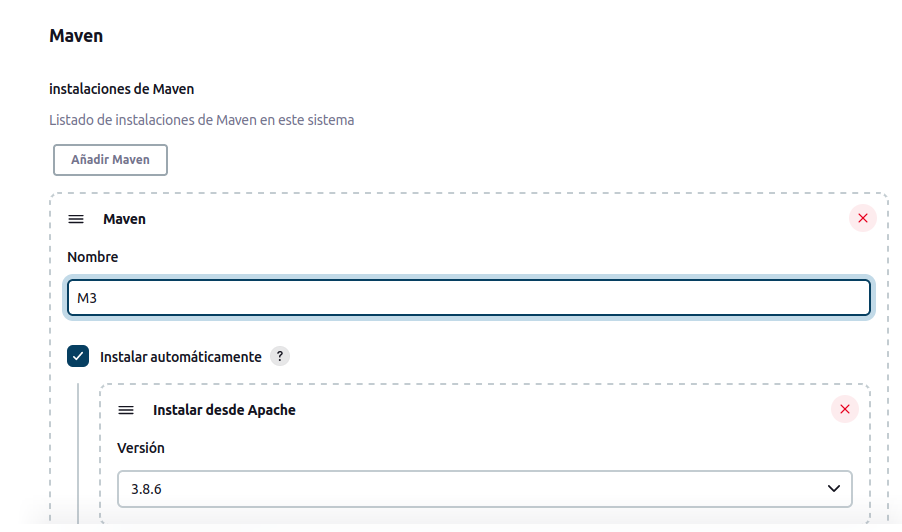 Maven
instalaciones de Maven
Listado de instalaciones de Maven en este sistema
Añadir Maven
Maven
Nombre
M3
Instalar automáticamente ?
Instalar desde Apache
Versión
3.8.6